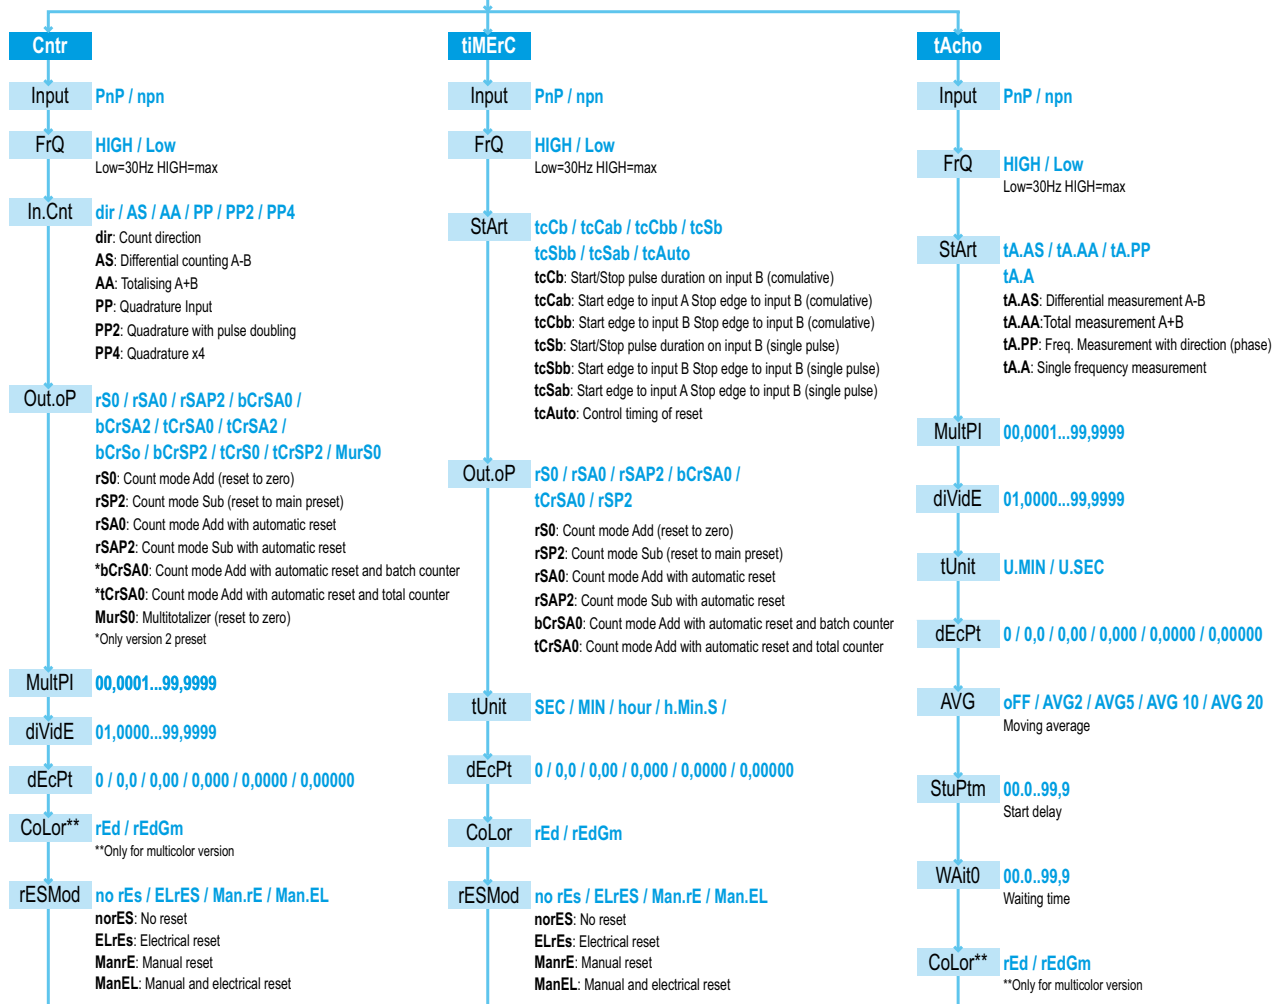 Cntr
Input PnP / npn
FrQ HIGH / Low
Low=30Hz HIGH=max
In.Cnt dir / AS / AA / PP / PP2 / PP4
dir: Count direction
AS: Differential counting A-B
AA: Totalising A+B
PP: Quadrature Input
PP2: Quadrature with pulse doubling
PP4: Quadrature x4
Out.oP rS0 / rSA0 / rSAP2 / bCrSA0 /
bCrSA2 / tCrSA0 / tCrSA2 /
bCrSo / bCrSP2 / tCrS0 / tCrSP2 / MurS0
rS0: Count mode Add (reset to zero)
rSP2: Count mode Sub (reset to main preset)
rSA0: Count mode Add with automatic reset
rSAP2: Count mode Sub with automatic reset
*bCrSA0: Count mode Add with automatic reset and batch counter
*tCrSA0: Count mode Add with automatic reset and total counter
MurS0: Multitotalizer (reset to zero)
*Only version 2 preset
MultPl 00,0001...99,9999
diVidE 01,0000...99,9999
dEcPt 0 / 0,0 / 0,00 / 0,000 / 0,0000 / 0,00000
CoLor** rEd / rEdGrn
**Only for multicolor version
rESMod no rEs / ELrES / Man.rE / Man.EL
norES: No reset
ELrEs: Electrical reset
ManrE: Manual reset
ManEL: Manual and electrical reset
tiMErC
Input PnP / npn
FrQ HIGH / Low
Low=30Hz HIGH=max
StArt tcCb / tcCab / tcCbb / tcSb
tcSbb / tcSab / tcAuto
tcCb: Start/Stop pulse duration on input B (comulative)
tcCab: Start edge to input A Stop edge to input B (comulative)
tcCbb: Start edge to input B Stop edge to input B (comulative)
tcSb: Start/Stop pulse duration on input B (single pulse)
tcSbb: Start edge to input B Stop edge to input B (single pulse)
tcSab: Start edge to input A Stop edge to input B (single pulse)
tcAuto: Control timing of reset
Out.oP rS0 / rSA0 / rSAP2 / bCrSA0 /
tCrSA0 / rSP2
rS0: Count mode Add (reset to zero)
rSP2: Count mode Sub (reset to main preset)
rSA0: Count mode Add with automatic reset
rSAP2: Count mode Sub with automatic reset
bCrSA0: Count mode Add with automatic reset and batch counter
tCrSA0: Count mode Add with automatic reset and total counter
tUnit SEC / MIN / hour / h.Min.S /
dEcPt 0 / 0,0 / 0,00 / 0,000 / 0,0000 / 0,00000
CoLor rEd / rEdGrn
rESMod no rEs / ELrES / Man.rE / Man.EL
norES: No reset
ELrEs: Electrical reset
ManrE: Manual reset
ManEL: Manual and electrical reset
tAcho
Input PnP / npn
FrQ HIGH / Low
Low=30Hz HIGH=max
StArt tA.AS / tA.AA / tA.PP
tA.A
tA.AS: Differential measurement A-B
tA.AA:Total measurement A+B
tA.PP: Freq. Measurement with direction (phase)
tA.A: Single frequency measurement
MultPl 00,0001...99,9999
diVidE 01,0000...99,9999
tUnit U.MIN / U.SEC
dEcPt 0 / 0,0 / 0,00 / 0,000 / 0,0000 / 0,00000
AVG oFF / AVG2 / AVG5 / AVG 10 / AVG 20
Moving average
StuPtm 00.0..99,9
Start delay
WAit0 00.0..99,9
Waiting time
CoLor** rEd / rEdGrn
**Only for multicolor version